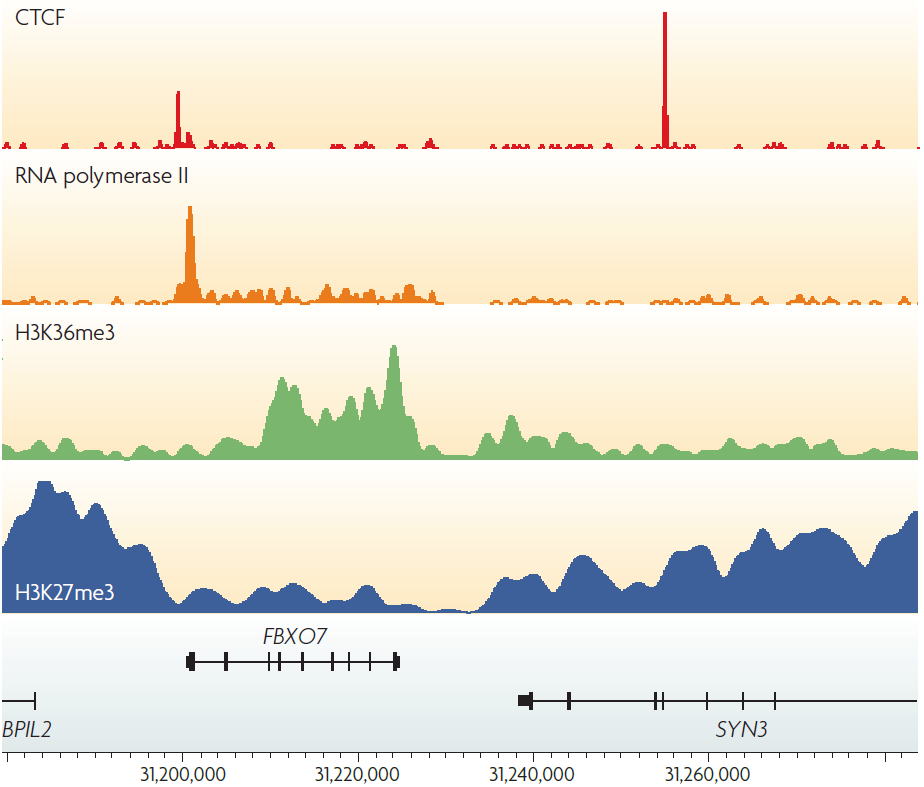 CTCF
RNA polymerase II
H3K36me3
H3K27me3
FBXO7
BPIL2
SYN3
31,200,000
31,220,000
31,240,000
31,260,000